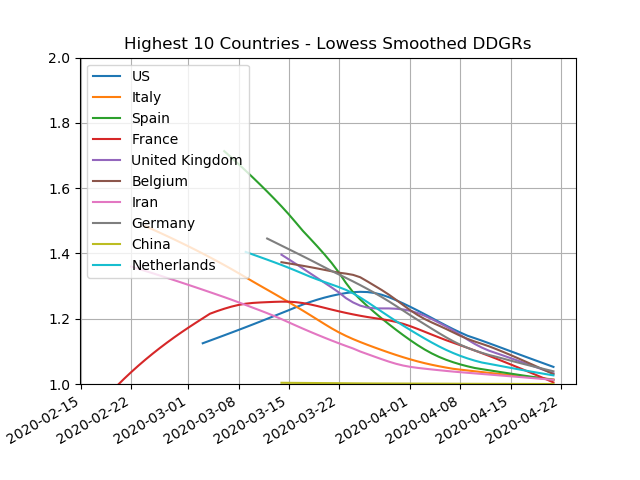 Highest 10 Countries - Lowess Smoothed DDGRs
2.0
1.8
1.6
1.4
1.2
1.0
US
Italy
Spain
France
United Kingdom
Belgium
Iran
Germany
China
Netherlands
2020-02-15
2020-02-22
2020-03-01
2020-03-08
2020-03-15
2020-03-22
2020-04-01
2020-04-08
2020-04-15
2020-04-22